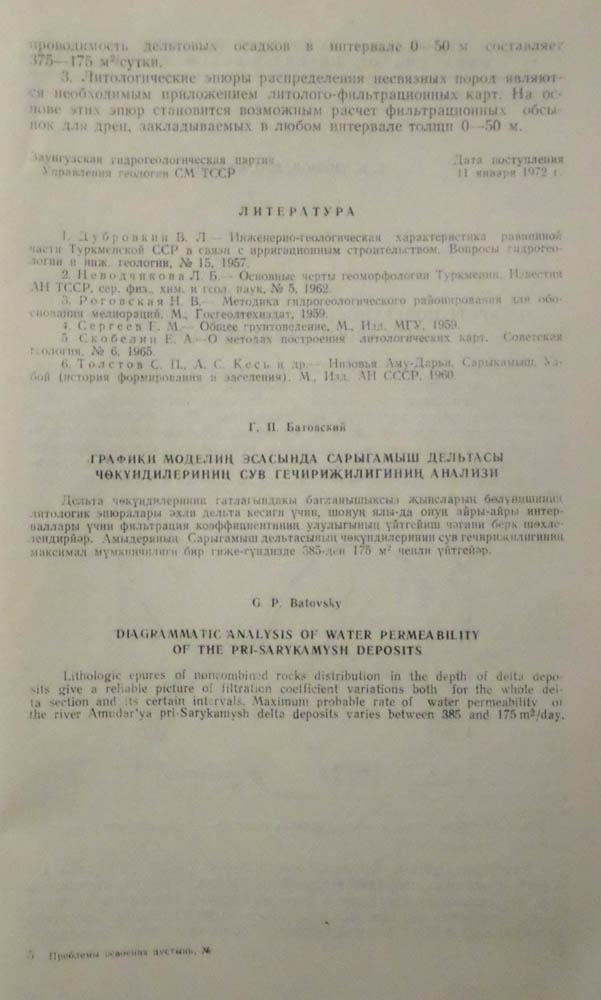 проводимость дельтовых осадков в интервале 0—50 м составляет
375—175 м²/сутки.
3. Литологические эпюры распределения несвязных пород являют-
ся необходимым приложением литолого-фильтрационных карт. На ос-
нове этих эпюр становится возможным расчет фильтрационных обсы-
пок для дрен, закладываемых в любом интервале толщи 0—50 м.
Заунгузская гидрогеологическая партия
Управления геологии СМ ТССР
Дата поступления
11 января 1972 г.
ЛИТЕРАТУРА
1. Дубровкин В. Л — Инженерно-геологическая характеристика равнинной
части Туркменской ССР в связи с ирригационным строительством. Вопросы гидрогео-
логии и инж. геологии, № 15, 1957.
2. Неводчикова Л. Б. — Основные черты геоморфологии Туркмении. Известия
АН ТССР, сер. физ., хим. и геол наук, № 5, 1962.
3. Роговская Н. В. — Методика гидрогеологического районирования для обо-
снования мелиораций. М., Госгеолтехиздат, 1959.
4. Сергеев Е. М. — Общее грунтоведение, М., Изд. МГУ, 1959.
5. Скобелин Е. А. — О методах построения литологических карт. Советская
геология, № 6, 1965.
6. Толстов С. П., А. С. Кесь и др. — Низовья Аму-Дарьи, Сарыкамыш, Уз-
бой (история формирования и заселения). М., Изд. АН СССР, 1960
Г. П. Батовский
ГРАФИКИ МОДЕЛИҢ ЭСАСЫНДА САРЫГАМЫШ ДЕЛЬТАСЫ
ЧӨКҮНДИЛЕРИНИҢ СУВ ГЕЧИРИҖИЛИГИНИҢ АНАЛИЗИ
Дельта чөкүндилериниң гатлагындакы багланышыксыз җынсларың бөлүнишиниң
литологик эпюралары әхли дельта кесиги үчин, шонуң ялы-да онуң айры-айры интер-
валлары үчин фильтрация коэффициентиниң улулыгының үйтгейиш чәгини берк шөхле-
лендирйәр. Амыдеряның Сарыгамыш дельтасының чөкүндилериниң сув гечириҗилигиниң
максимал мүмкинчилиги бир гиже-гүндизде 385-ден 175 м² ченли үйтгейәр.
G. P. Batovsky
DIAGRAMMATIC ANALYSIS OF WATER PERMEABILITY
OF THE PRI-SARYKAMYSH DEPOSITS
Lithologic epures of noncombined rocks distribution in the depth of delta depo-
sits give a reliable picture of filtration coefficient variations both for the whole del-
ta section and its certain intervals. Maximum probable rate of water permeability of
the river Amudar'ya pri-Sarykamysh delta deposits varies between 385 and 175 m²/day.
5 Проблемы освоения пустынь, №